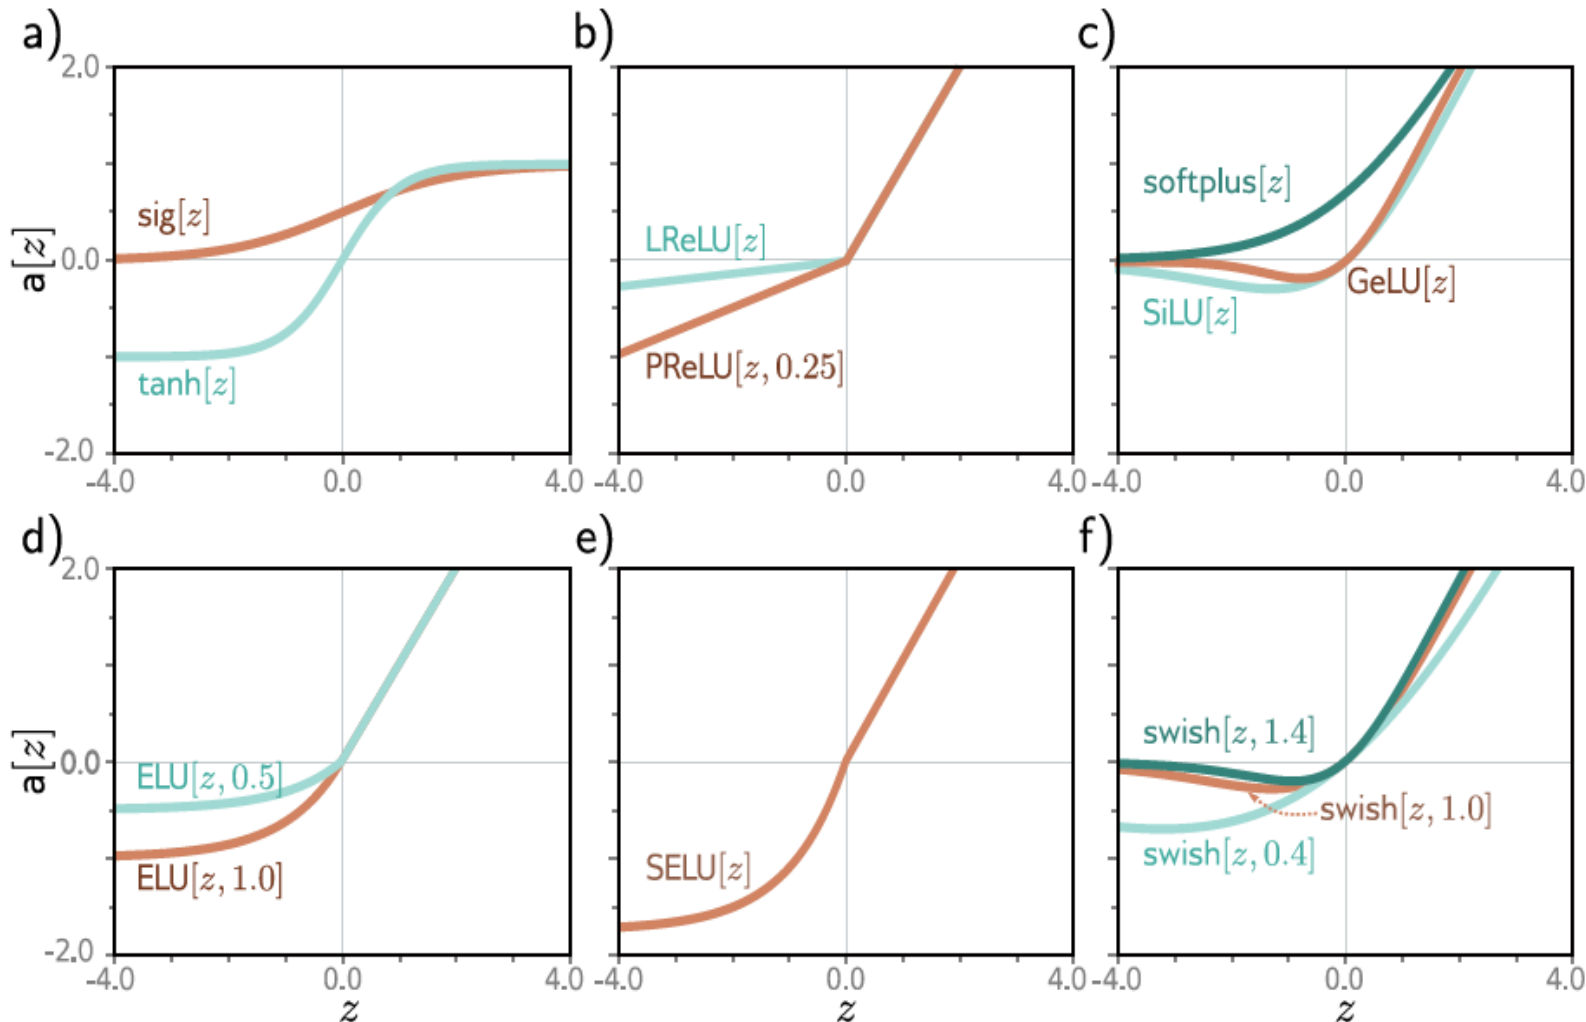 a)
b)
c)
2.0
sig[z]
a[z]
0.0
tanh[z]
-2.0
-4.0
0.0
4.0
LReLU[z]
PReLU[z, 0.25]
-4.0
0.0
4.0
softplus[z]
GeLU[z]
SiLU[z]
-4.0
0.0
4.0
d)
e)
f)
2.0
a[z]
0.0
ELU[z, 0.5]
ELU[z, 1.0]
-2.0
-4.0
0.0
4.0
z
SELU[z]
-4.0
0.0
4.0
z
swish[z, 1.4]
swish[z, 1.0]
swish[z, 0.4]
-4.0
0.0
4.0
z